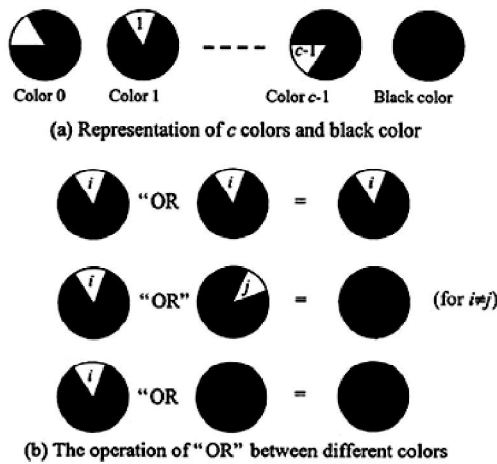 1 c-1
Color 0 Color 1 Color c-1 Black color
(a) Representation of c colors and black color
i "OR i = i
i "OR" j = (for i≠j)
i "OR =
(b) The operation of "OR" between different colors